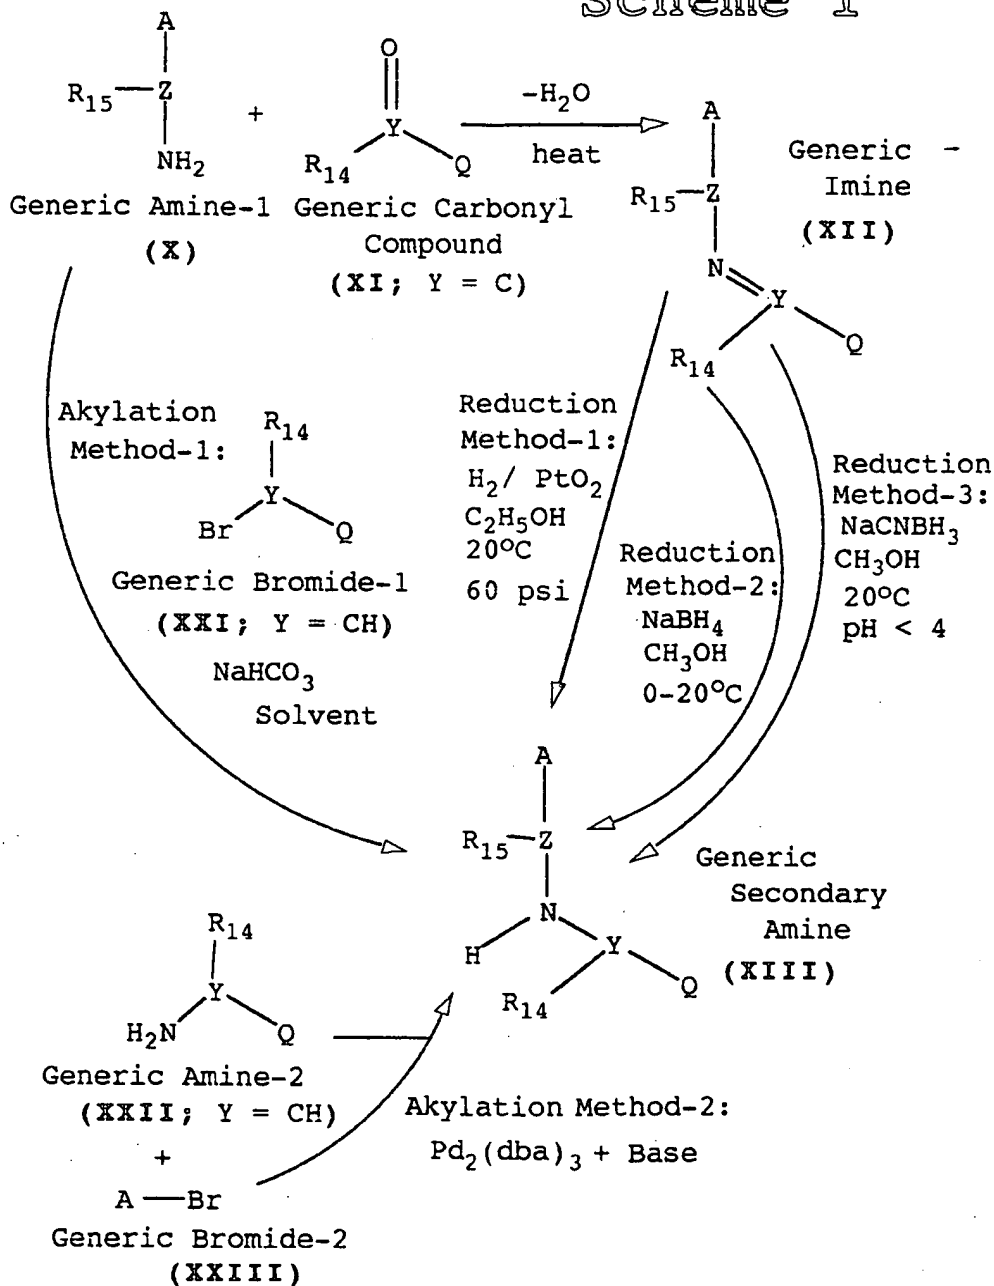 Scheme 1
A
R15 Z
NH2
Generic Amine-1
(X)
+
O
Y
R14 Q
Generic Carbonyl
Compound
(XI; Y = C)
-H2O
heat
A
R15 Z
N
Y
R14 Q
Generic -
Imine
(XII)
Akylation
Method-1:
R14
Y
Br Q
Generic Bromide-1
(XXI; Y = CH)
NaHCO3
Solvent
Reduction
Method-1:
H2/ PtO2
C2H5OH
20°C
60 psi
Reduction
Method-2:
NaBH4
CH3OH
0-20°C
Reduction
Method-3:
NaCNBH3
CH3OH
20°C
pH < 4
A
R15 Z
N
H Y
R14 Q
Generic
Secondary
Amine
(XIII)
R14
Y
H2N Q
Generic Amine-2
(XXII; Y = CH)
+
A Br
Generic Bromide-2
(XXIII)
Akylation Method-2:
Pd2(dba)3 + Base